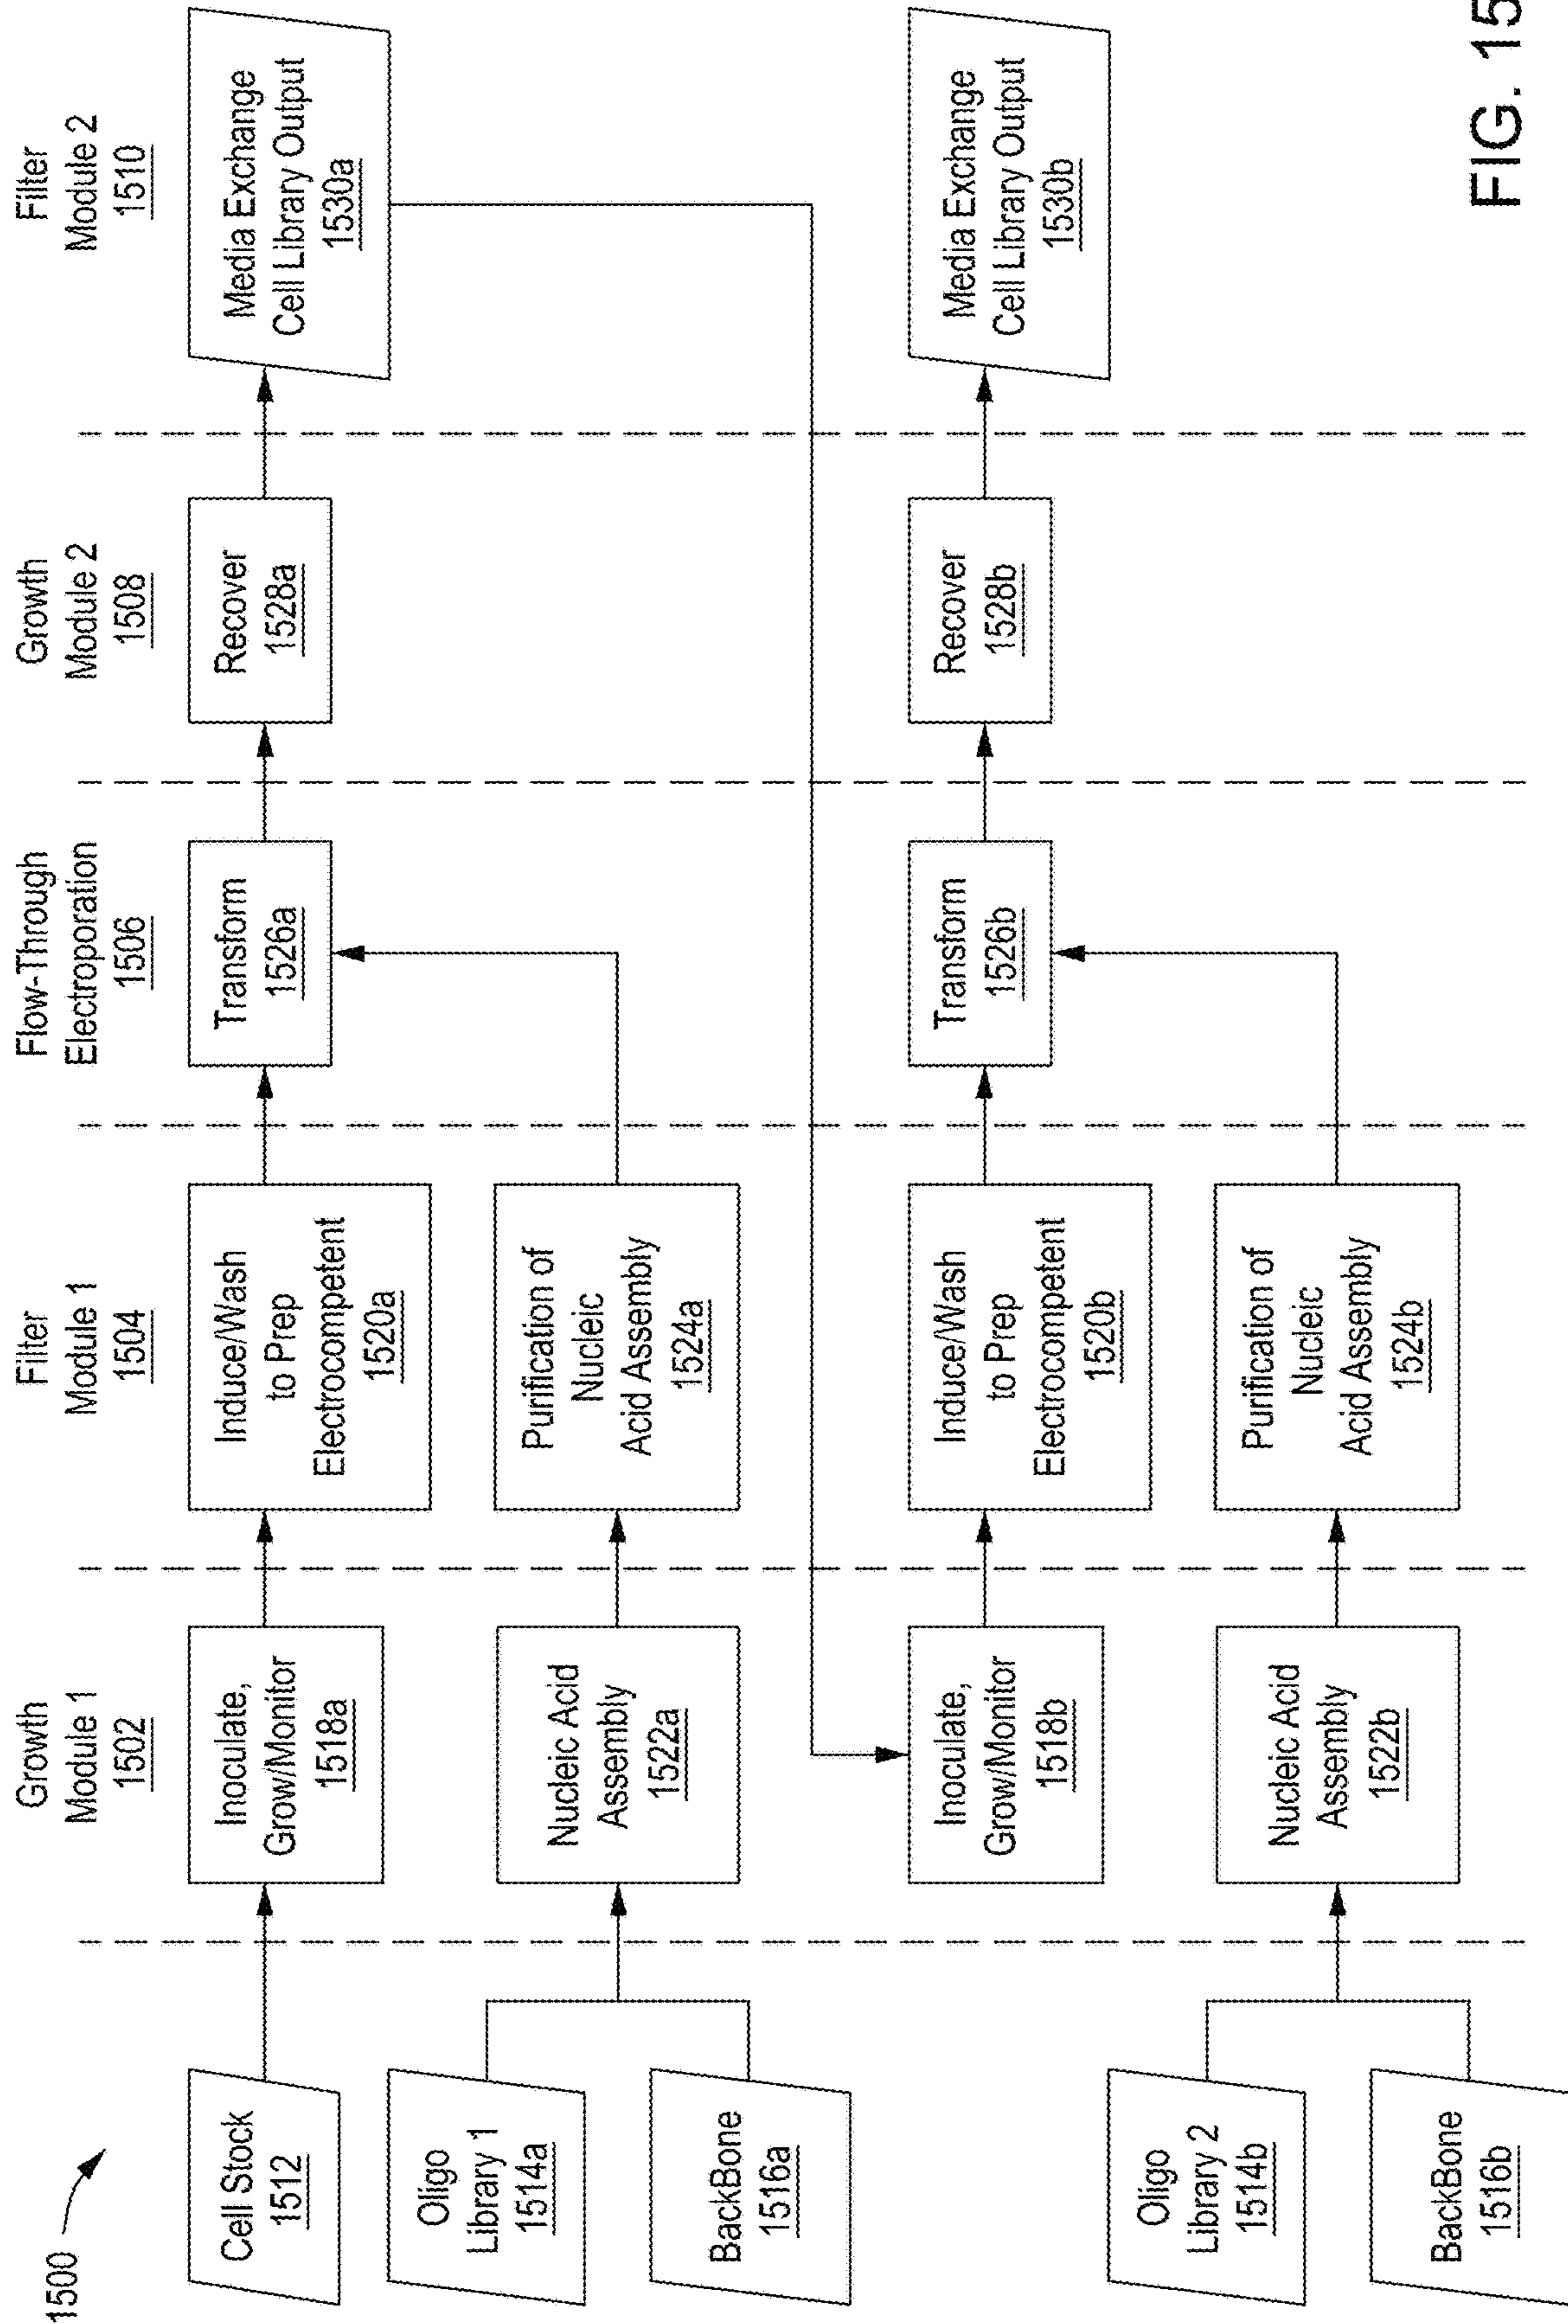 1500
Growth
Module 1
1502
Filter
Module 1
1504
Flow-Through
Electroporation
1506
Growth
Module 2
1508
Filter
Module 2
1510
Cell Stock
1512
Inoculate,
Grow/Monitor
1518a
Induce/Wash
to Prep
Electrocompetent
1520a
Transform
1526a
Recover
1528a
Media Exchange
Cell Library Output
1530a
Oligo
Library 1
1514a
BackBone
1516a
Nucleic Acid
Assembly
1522a
Purification of
Nucleic
Acid Assembly
1524a
Inoculate,
Grow/Monitor
1518b
Induce/Wash
to Prep
Electrocompetent
1520b
Transform
1526b
Recover
1528b
Media Exchange
Cell Library Output
1530b
Oligo
Library 2
1514b
BackBone
1516b
Nucleic Acid
Assembly
1522b
Purification of
Nucleic
Acid Assembly
1524b
FIG. 15